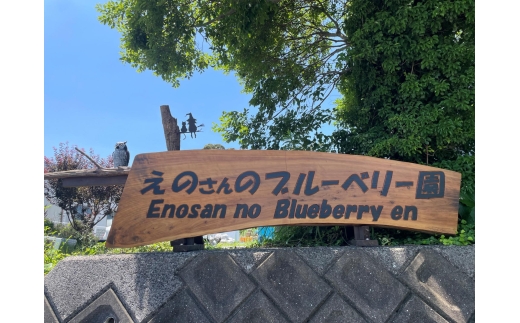 えのさんのブルーベリー園
Enosan no Blueberry en